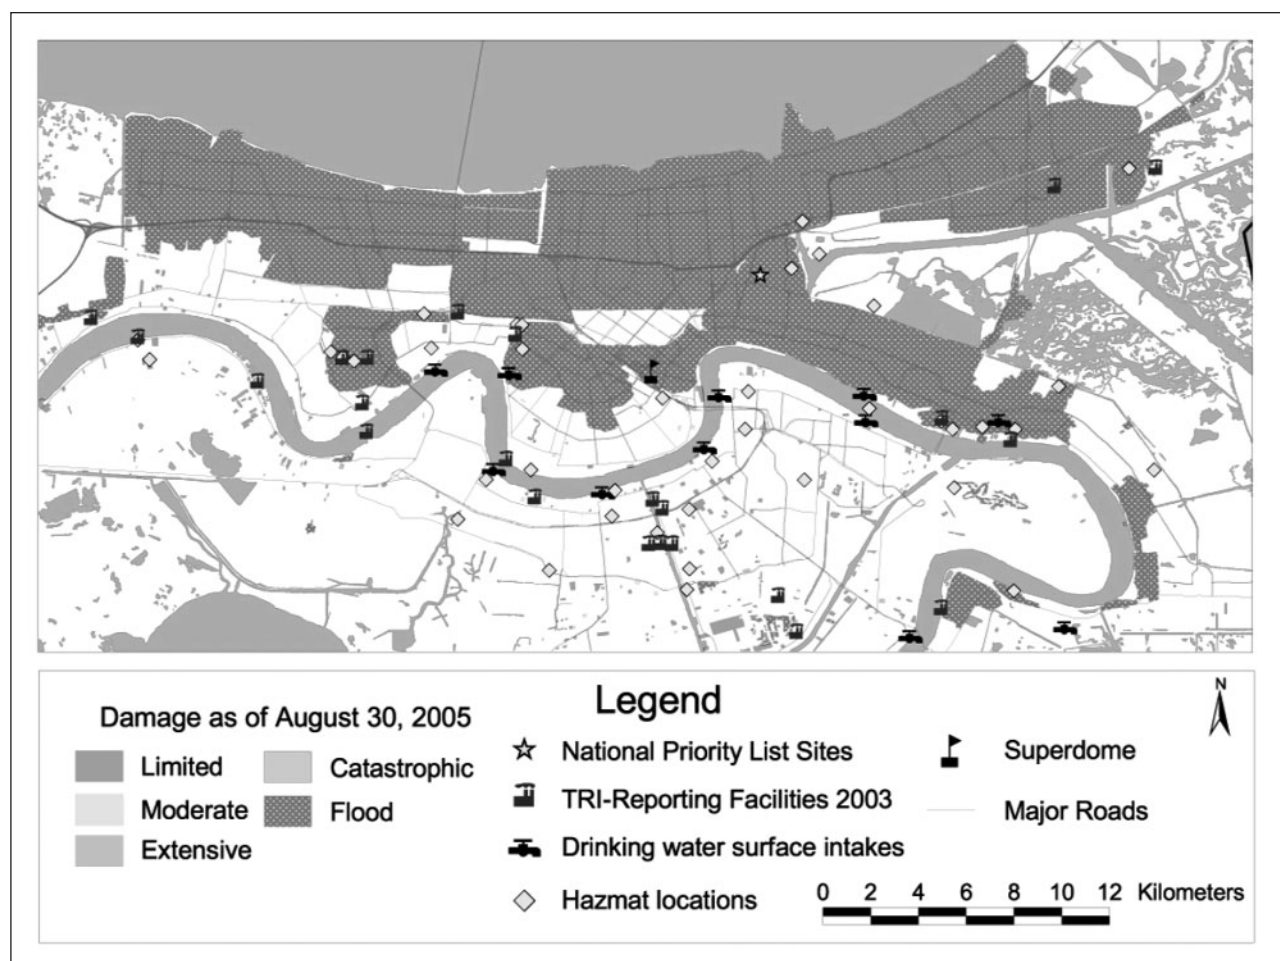 Legend
N
Damage as of August 30, 2005
Limited
Catastrophic
Moderate
Flood
Extensive
National Priority List Sites
TRI-Reporting Facilities 2003
Drinking water surface intakes
Hazmat locations
Superdome
Major Roads
0 2 4 6 8 10 12 Kilometers